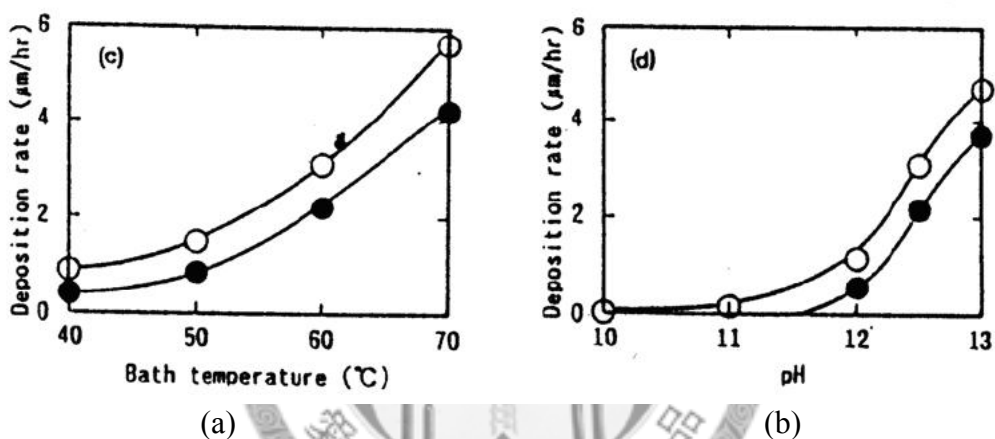 (c)
Deposition rate (μm/hr)
6
4
2
0
40 50 60 70
Bath temperature (℃)
(a)
(d)
Deposition rate (μm/hr)
6
4
2
0
10 11 12 13
pH
(b)
品